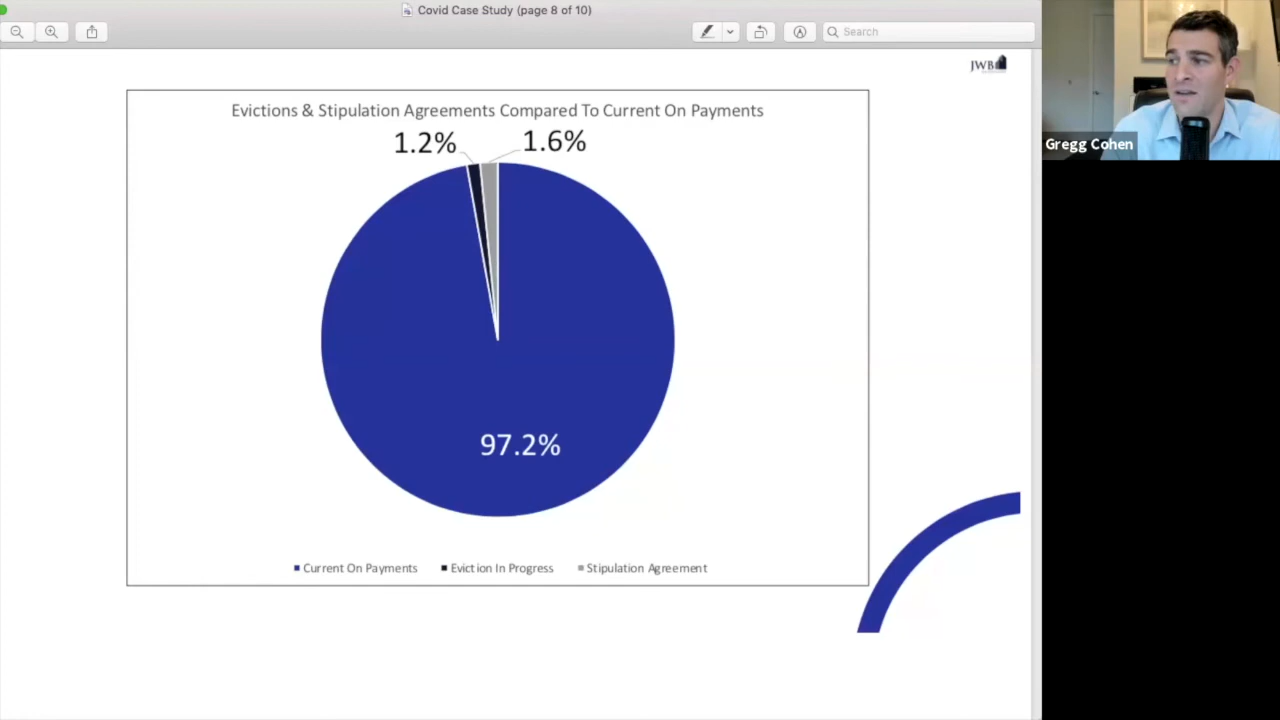 Covid Case Study (page 8 of 10)
Search
JWB
Gregg Cohen
Evictions & Stipulation Agreements Compared To Current On Payments
1.2%
1.6%
97.2%
Current On Payments
Eviction In Progress
Stipulation Agreement